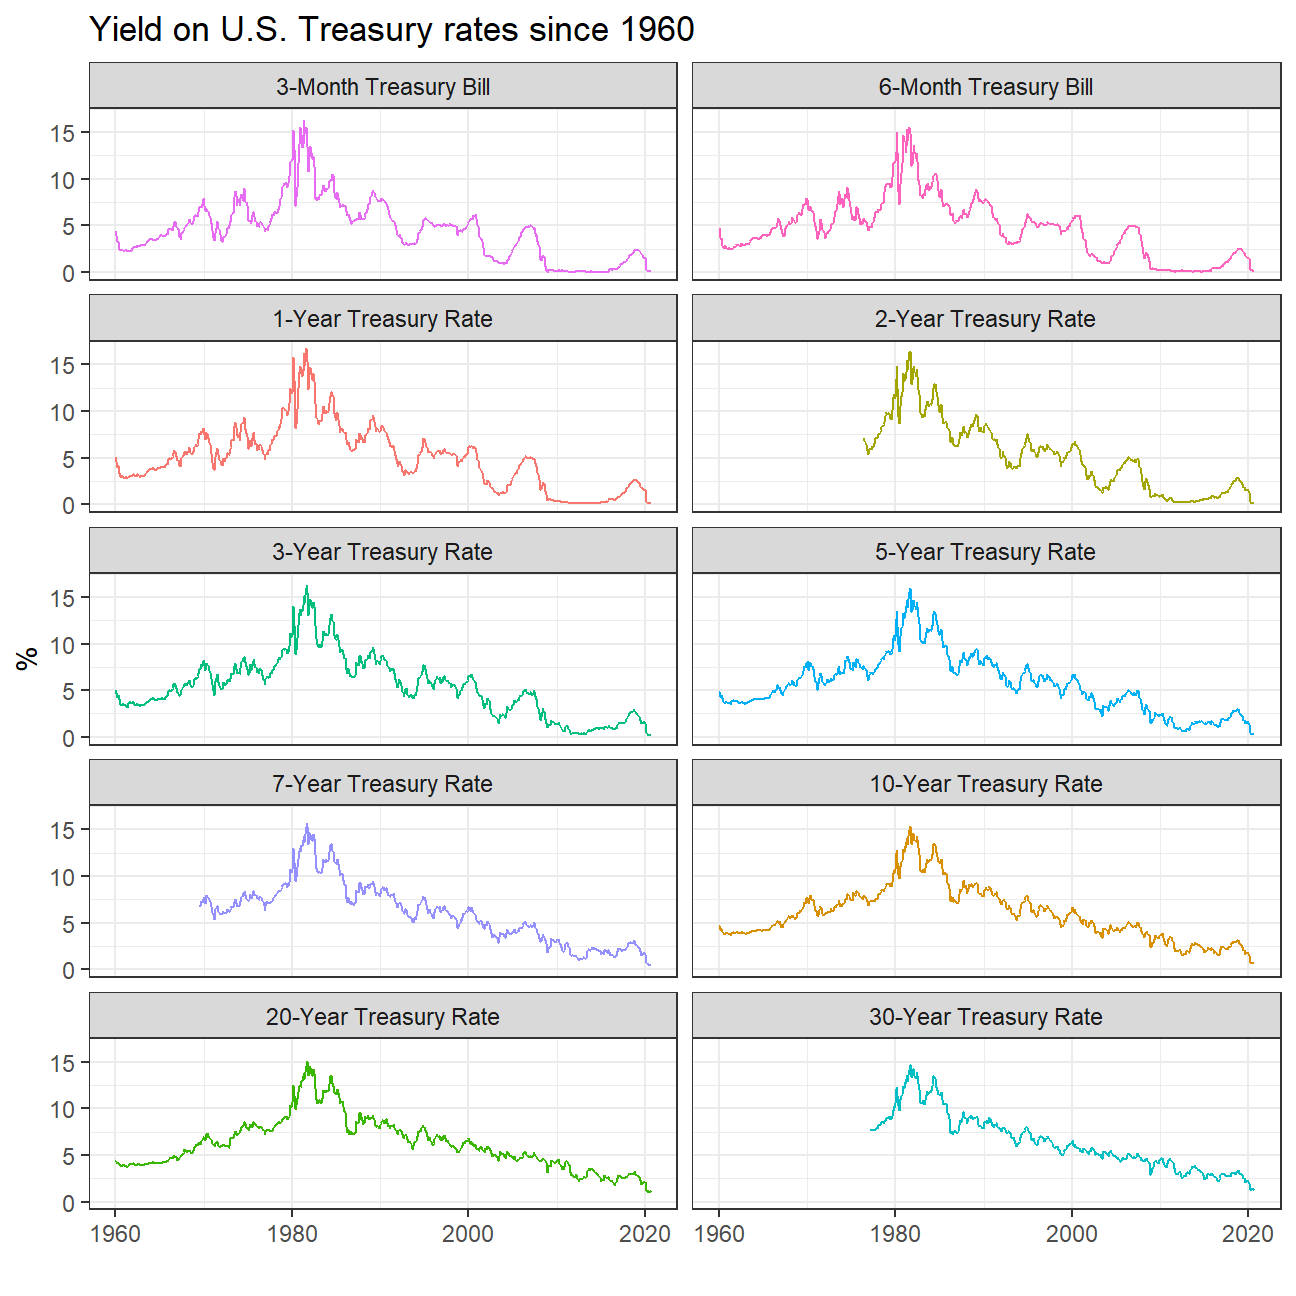 Yield on U.S. Treasury rates since 1960
3-Month Treasury Bill
6-Month Treasury Bill
15
10
5
0
1-Year Treasury Rate
2-Year Treasury Rate
15
10
5
0
3-Year Treasury Rate
5-Year Treasury Rate
15
10
5
0
%
7-Year Treasury Rate
10-Year Treasury Rate
15
10
5
0
20-Year Treasury Rate
30-Year Treasury Rate
15
10
5
0
1960 1980 2000 2020
1960 1980 2000 2020